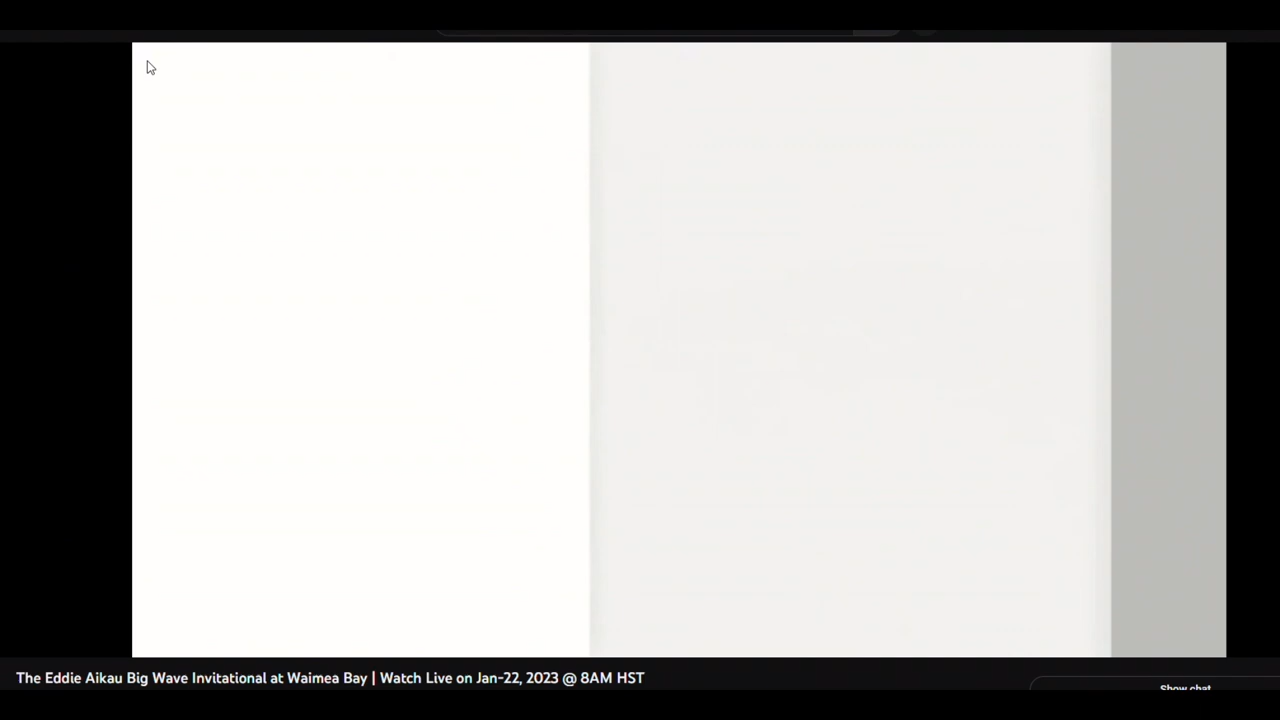 The Eddie Aikau Big Wave Invitational at Waimea Bay | Watch Live on Jan-22, 2023 @ 8AM HST
Show chat